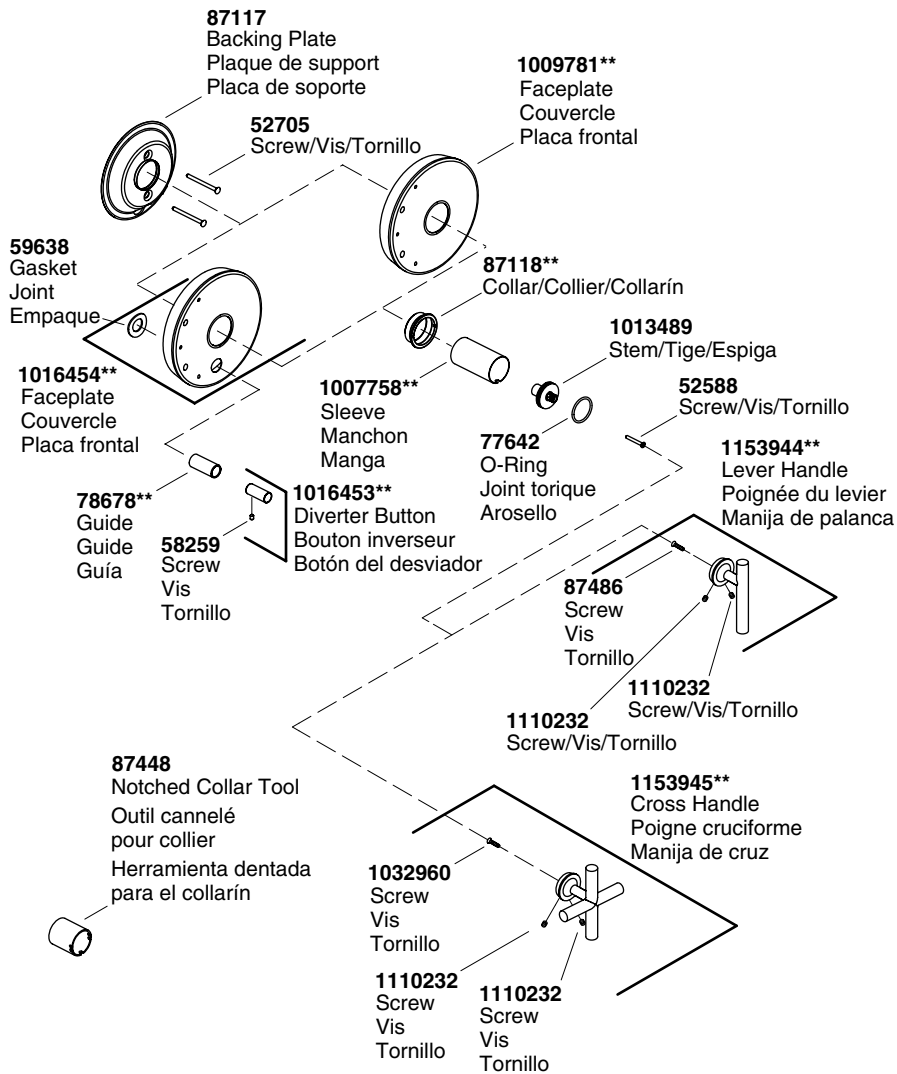 87117
Backing Plate
Plaque de support
Placa de soporte
1009781**
Faceplate
Couvercle
Placa frontal
52705
Screw/Vis/Tornillo
59638
Gasket
Joint
Empaque
87118**
Collar/Collier/Collarín
1013489
Stem/Tige/Espiga
1016454**
Faceplate
Couvercle
Placa frontal
1007758**
Sleeve
Manchon
Manga
52588
Screw/Vis/Tornillo
77642
O-Ring
Joint torique
Arosello
1153944**
Lever Handle
Poignée du levier
Manija de palanca
78678**
Guide
Guide
Guía
58259
Screw
Vis
Tornillo
1016453**
Diverter Button
Bouton inverseur
Botón del desviador
87486
Screw
Vis
Tornillo
1110232
Screw/Vis/Tornillo
1110232
Screw/Vis/Tornillo
87448
Notched Collar Tool
Outil cannelé
pour collier
Herramienta dentada
para el collarín
1153945**
Cross Handle
Poigne cruciforme
Manija de cruz
1032960
Screw
Vis
Tornillo
1110232
Screw
Vis
Tornillo
1110232
Screw
Vis
Tornillo